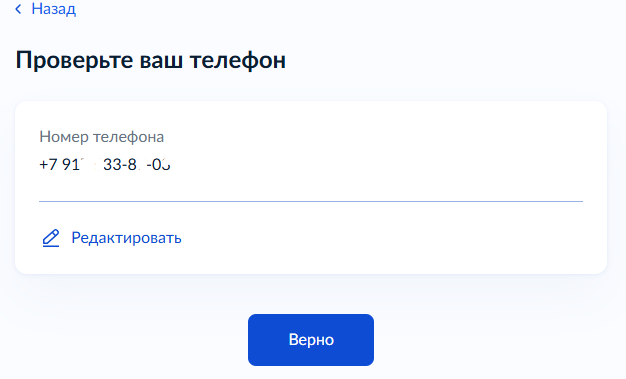 Назад
Проверьте ваш телефон
Номер телефона
+7 91 33-8 -0
Редактировать
Верно